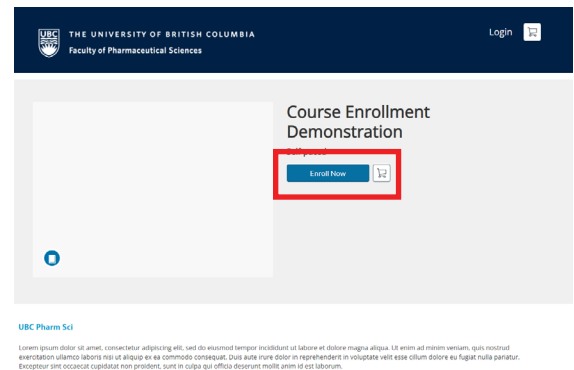 UBC
THE UNIVERSITY OF BRITISH COLUMBIA
Faculty of Pharmaceutical Sciences
Login
Course Enrollment
Demonstration
Enroll Now
UBC Pharm Sci
Lorem ipsum dolor sit amet, consectetur adipiscing elit, sed do eiusmod tempor incididunt ut labore et dolore magna aliqua. Ut enim ad minim veniam, quis nostrud
exercitation ullamco laboris nisi ut aliquip ex ea commodo consequat. Duis aute irure dolor in reprehenderit in voluptate velit esse cillum dolore eu fugiat nulla pariatur.
Excepteur sint occaecat cupidatat non proident, sunt in culpa qui officia deserunt mollit anim id est laborum.